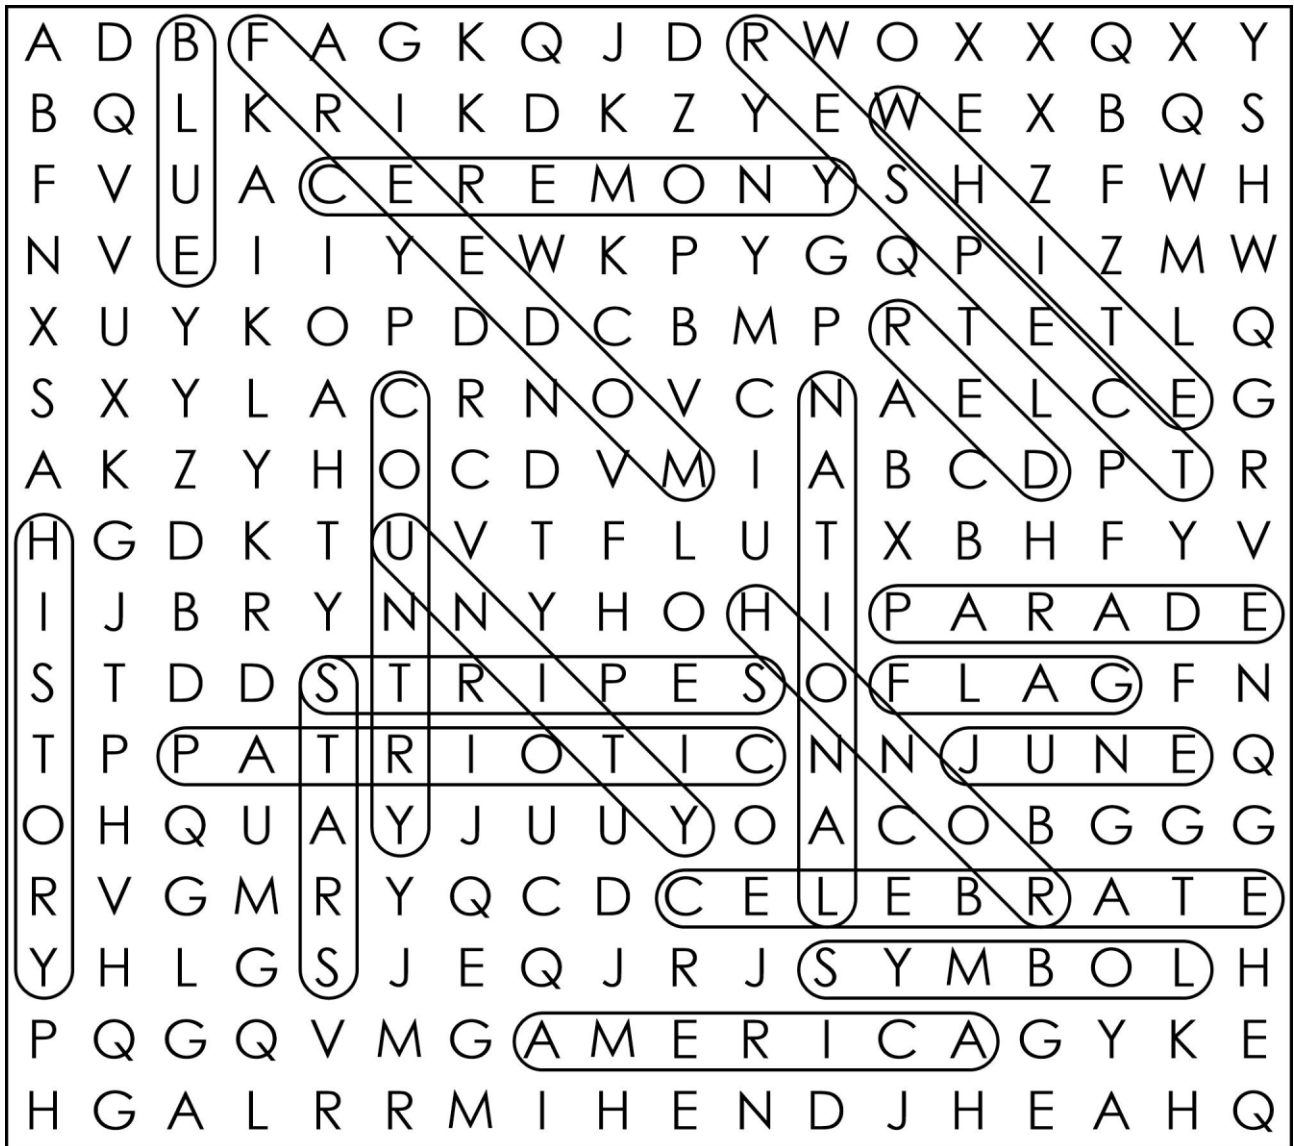 A D B F A G K Q J D R W O X X Q X Y
B Q L K R I K D K Z Y E W E X B Q S
F V U A C E R E M O N Y S H Z F W H
N V E I I Y E W K P Y G Q P I Z M W
X U Y K O P D D C B M P R T E T L Q
S X Y L A C R N O V C N A E L C E G
A K Z Y H O C D V M I A B C D P T R
H G D K T U V T F L U T X B H F Y V
I J B R Y N N Y H O H I P A R A D E
S T D D S T R I P E S O F L A G F N
T P P A T R I O T I C N N J U N E Q
O H Q U A Y J U U Y O A C O B G G G
R V G M R Y Q C D C E L E B R A T E
Y H L G S J E Q J R J S Y M B O L H
P Q G Q V M G A M E R I C A G Y K E
H G A L R R M I H E N D J H E A H Q